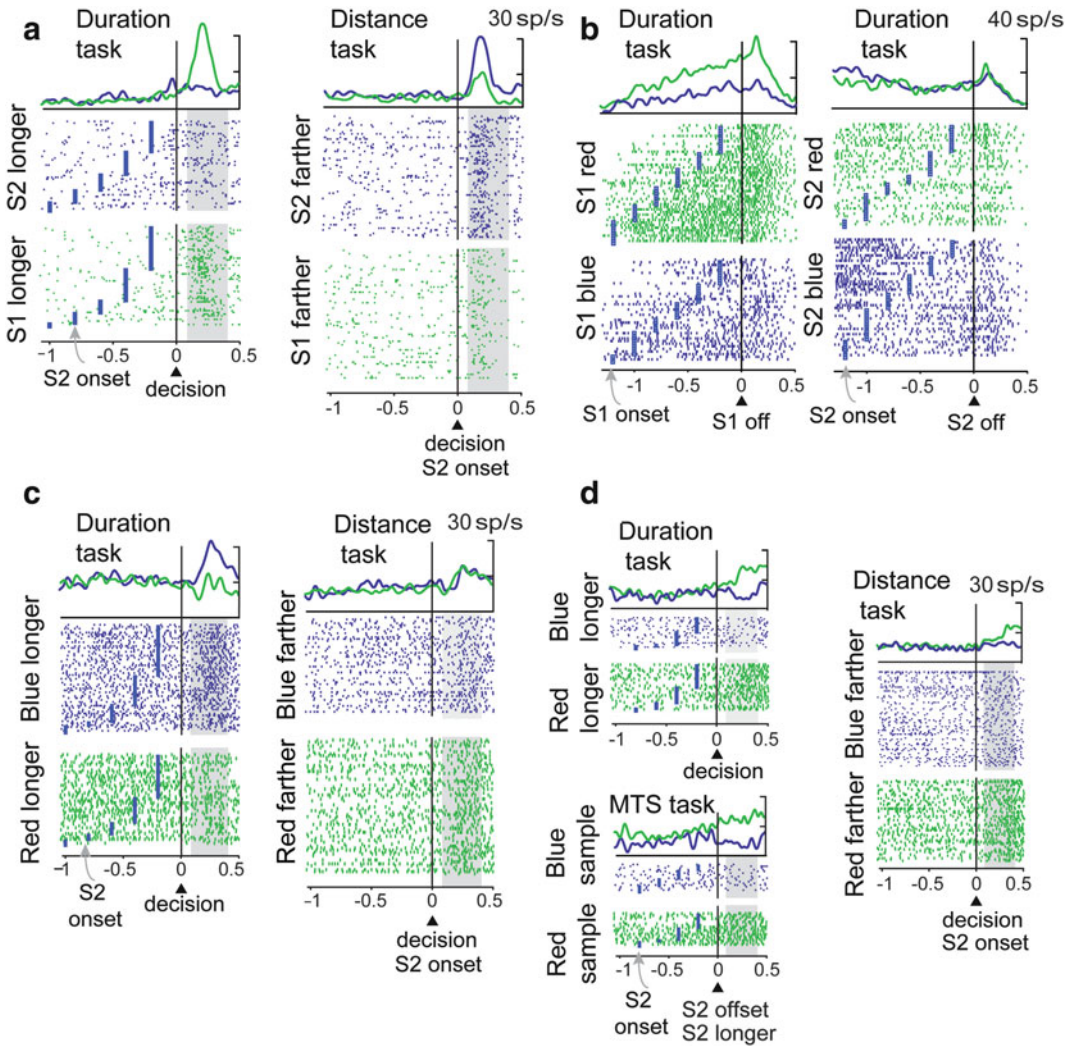 a
Duration
task
Distance
task
30 sp/s
S2 longer
S1 longer
S2 farther
S1 farther
-1
-0.5
0
0.5
S2 onset
decision
-1
-0.5
0
0.5
decision
S2 onset
b
Duration
task
Duration
task
40 sp/s
S1 red
S1 blue
S2 red
S2 blue
-1
-0.5
0
0.5
S1 onset
S1 off
-1
-0.5
0
0.5
S2 onset
S2 off
c
Duration
task
Distance
task
30 sp/s
Blue longer
Red longer
Blue farther
Red farther
-1
-0.5
0
0.5
S2
onset
decision
-1
-0.5
0
0.5
decision
S2 onset
d
Duration
task
Blue
longer
Red
longer
-1
-0.5
0
0.5
decision
MTS task
Blue
sample
Red
sample
-1
-0.5
0
0.5
S2
onset
S2 offset
S2 longer
Distance
task
30 sp/s
Blue farther
Red farther
-1
-0.5
0
0.5
decision
S2 onset